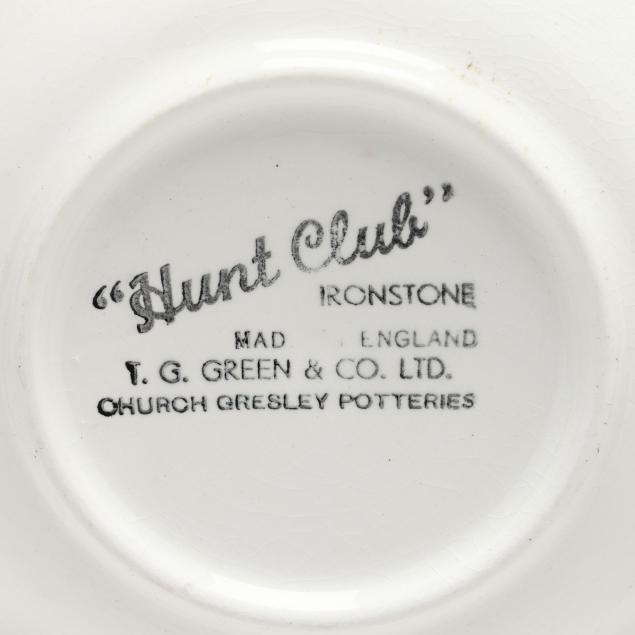 “Hunt Club”
IRONSTONE
MAD ENGLAND
T. G. GREEN & CO. LTD.
CHURCH GRESLEY POTTERIES